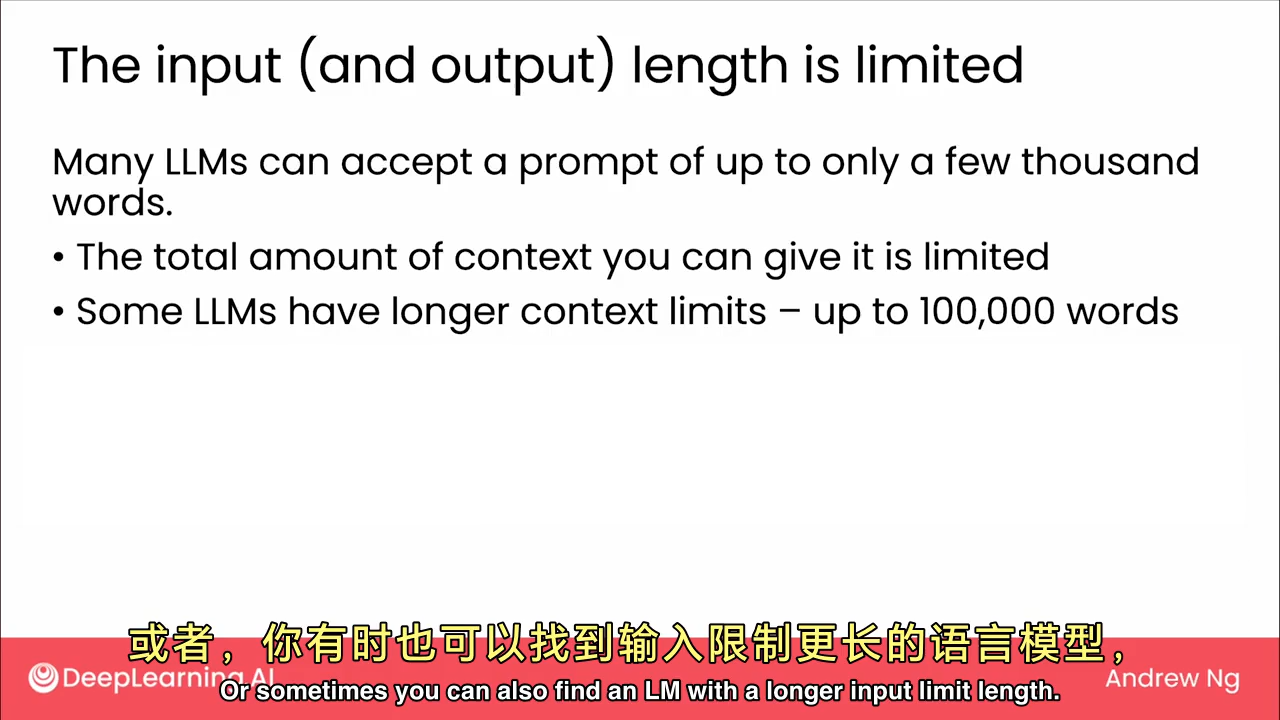 The input (and output) length is limited
Many LLMs can accept a prompt of up to only a few thousand
words.
• The total amount of context you can give it is limited
• Some LLMs have longer context limits – up to 100,000 words
或者，你有时也可以找到输入限制更长的语言模型，
DeepLearning.AI
Or sometimes you can also find an LM with a longer input limit length.
Andrew Ng